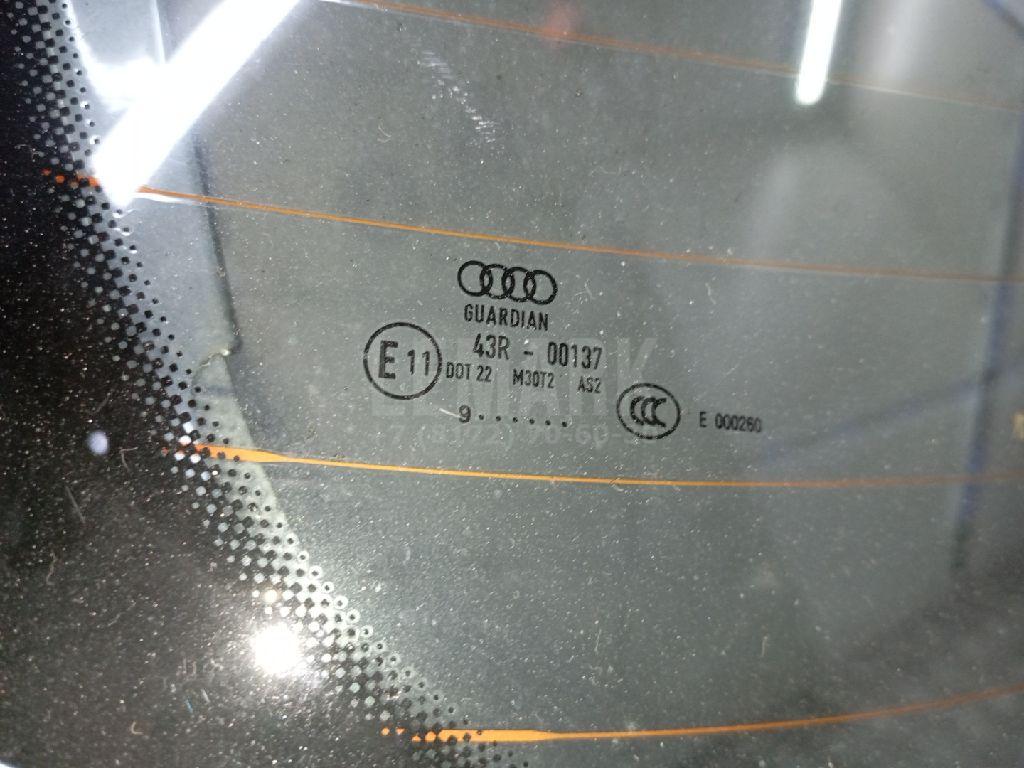 GUARDIAN
E 11 43R - 00137
DOT 22 M30T2 AS2
9 . . . . . .
CCC E 000260